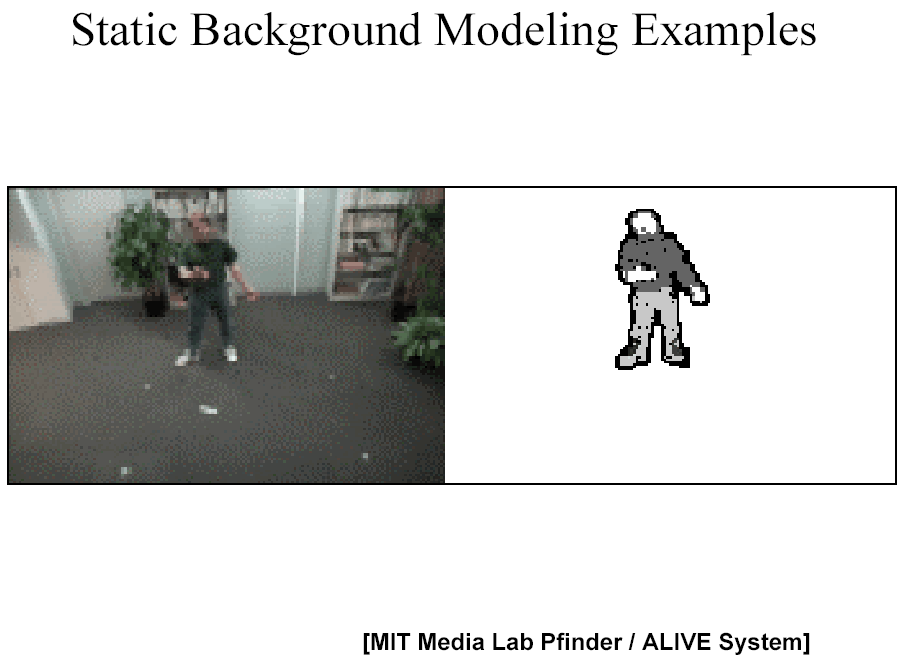 Static Background Modeling Examples
[MIT Media Lab Pfinder / ALIVE System]